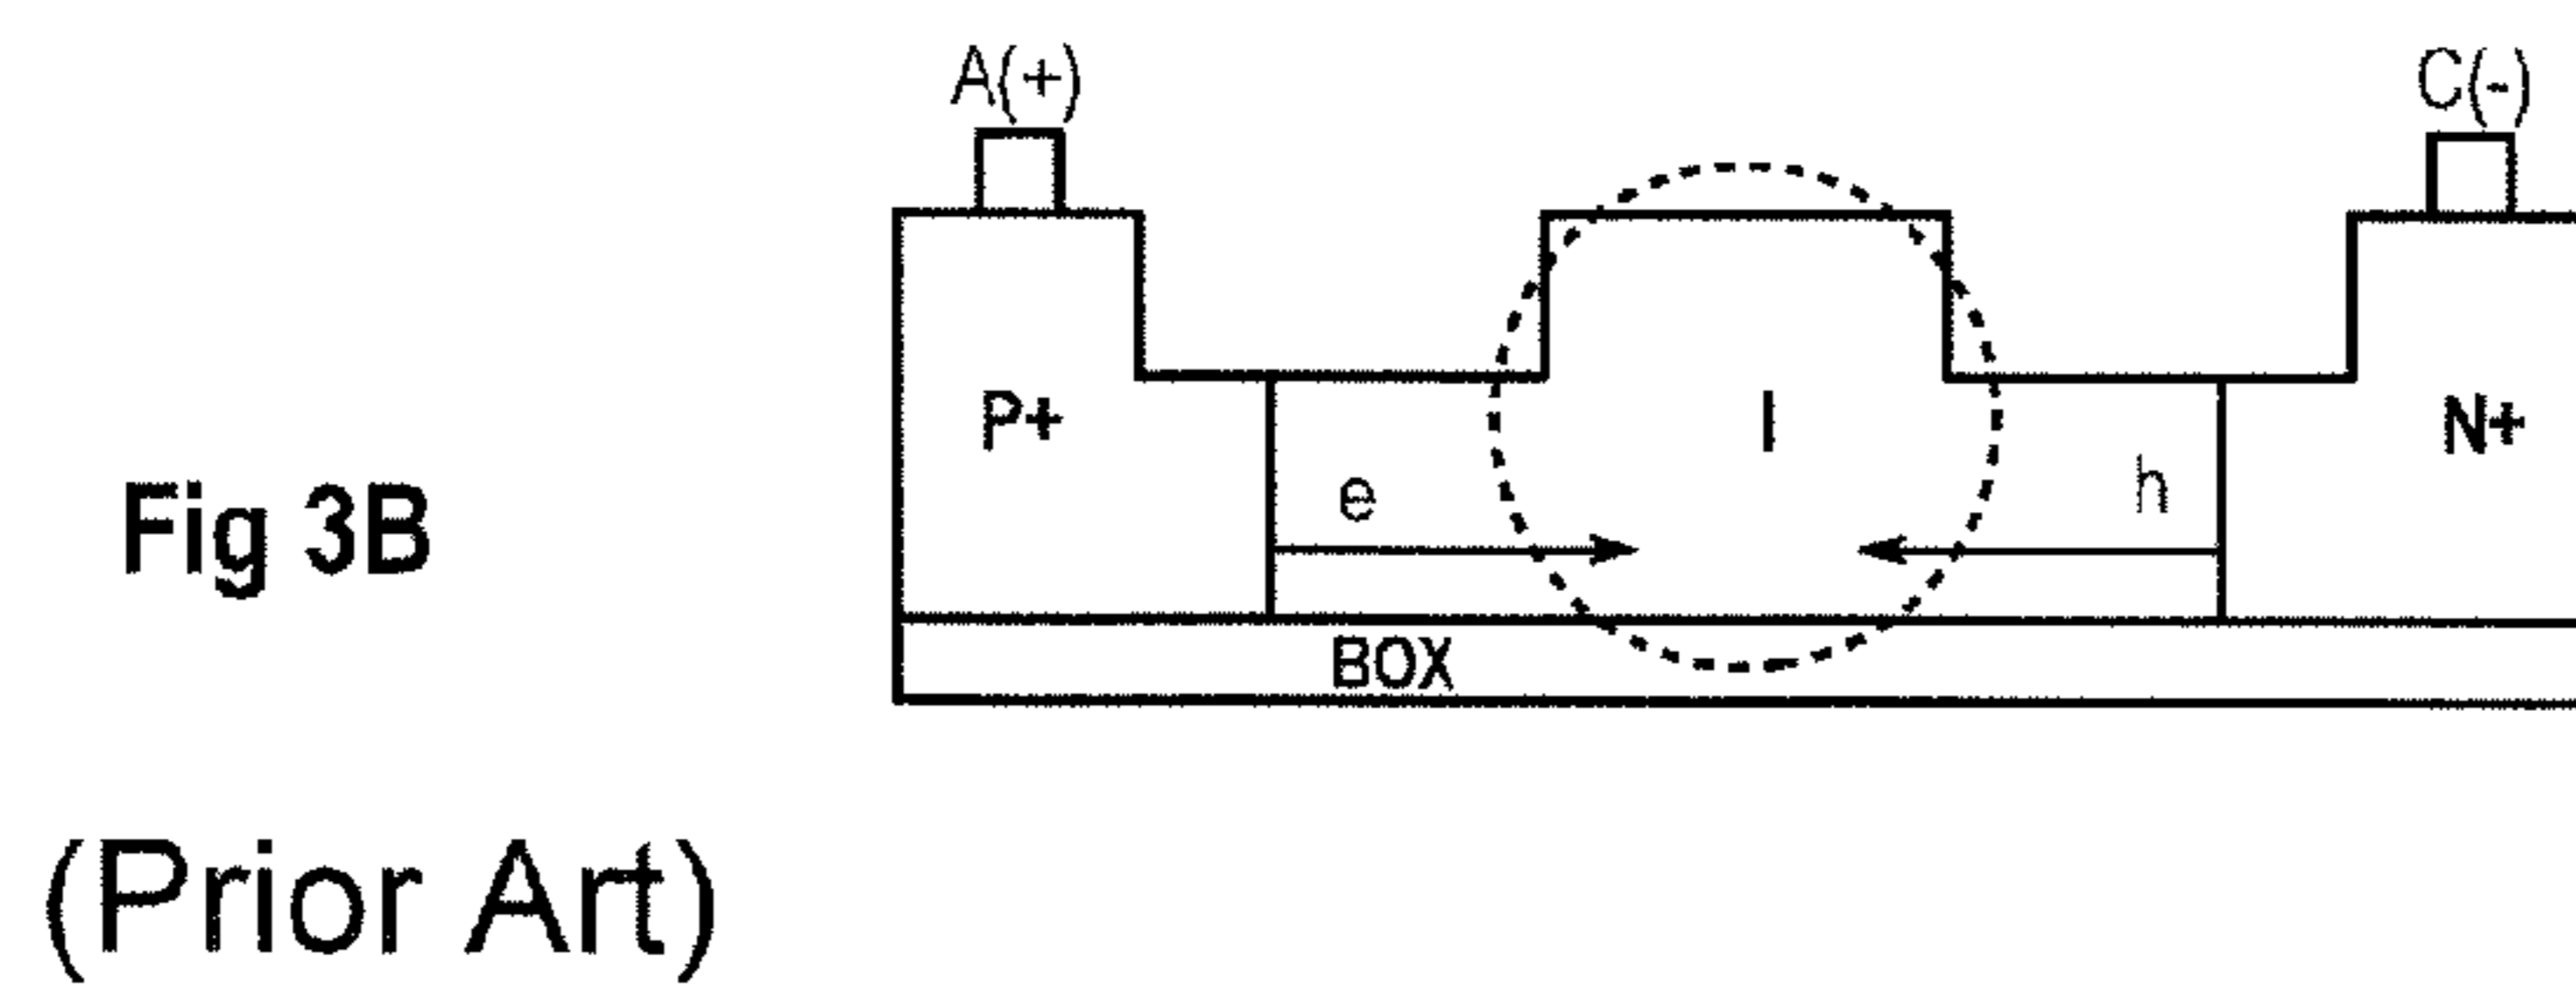 A(+)
C(-)
P+
I
N+
e
h
Fig 3B
BOX
(Prior Art)